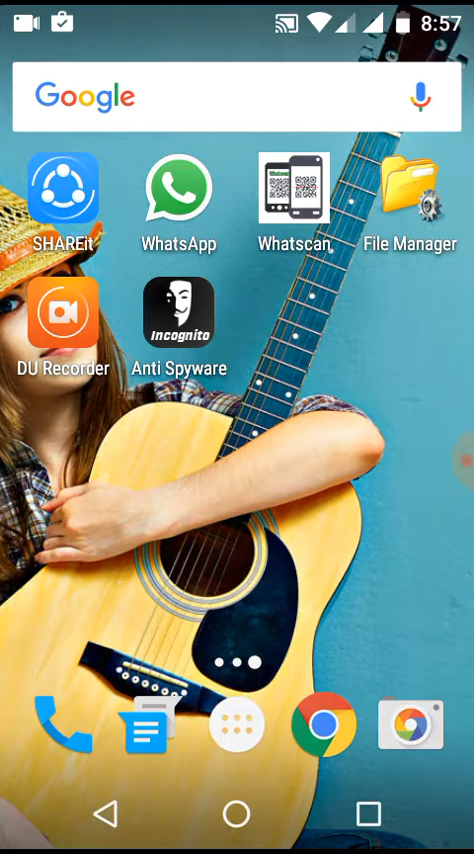 8:57
Google
SHAREit
WhatsApp
Whatscan
File Manager
Incognito
DU Recorder
Anti Spyware